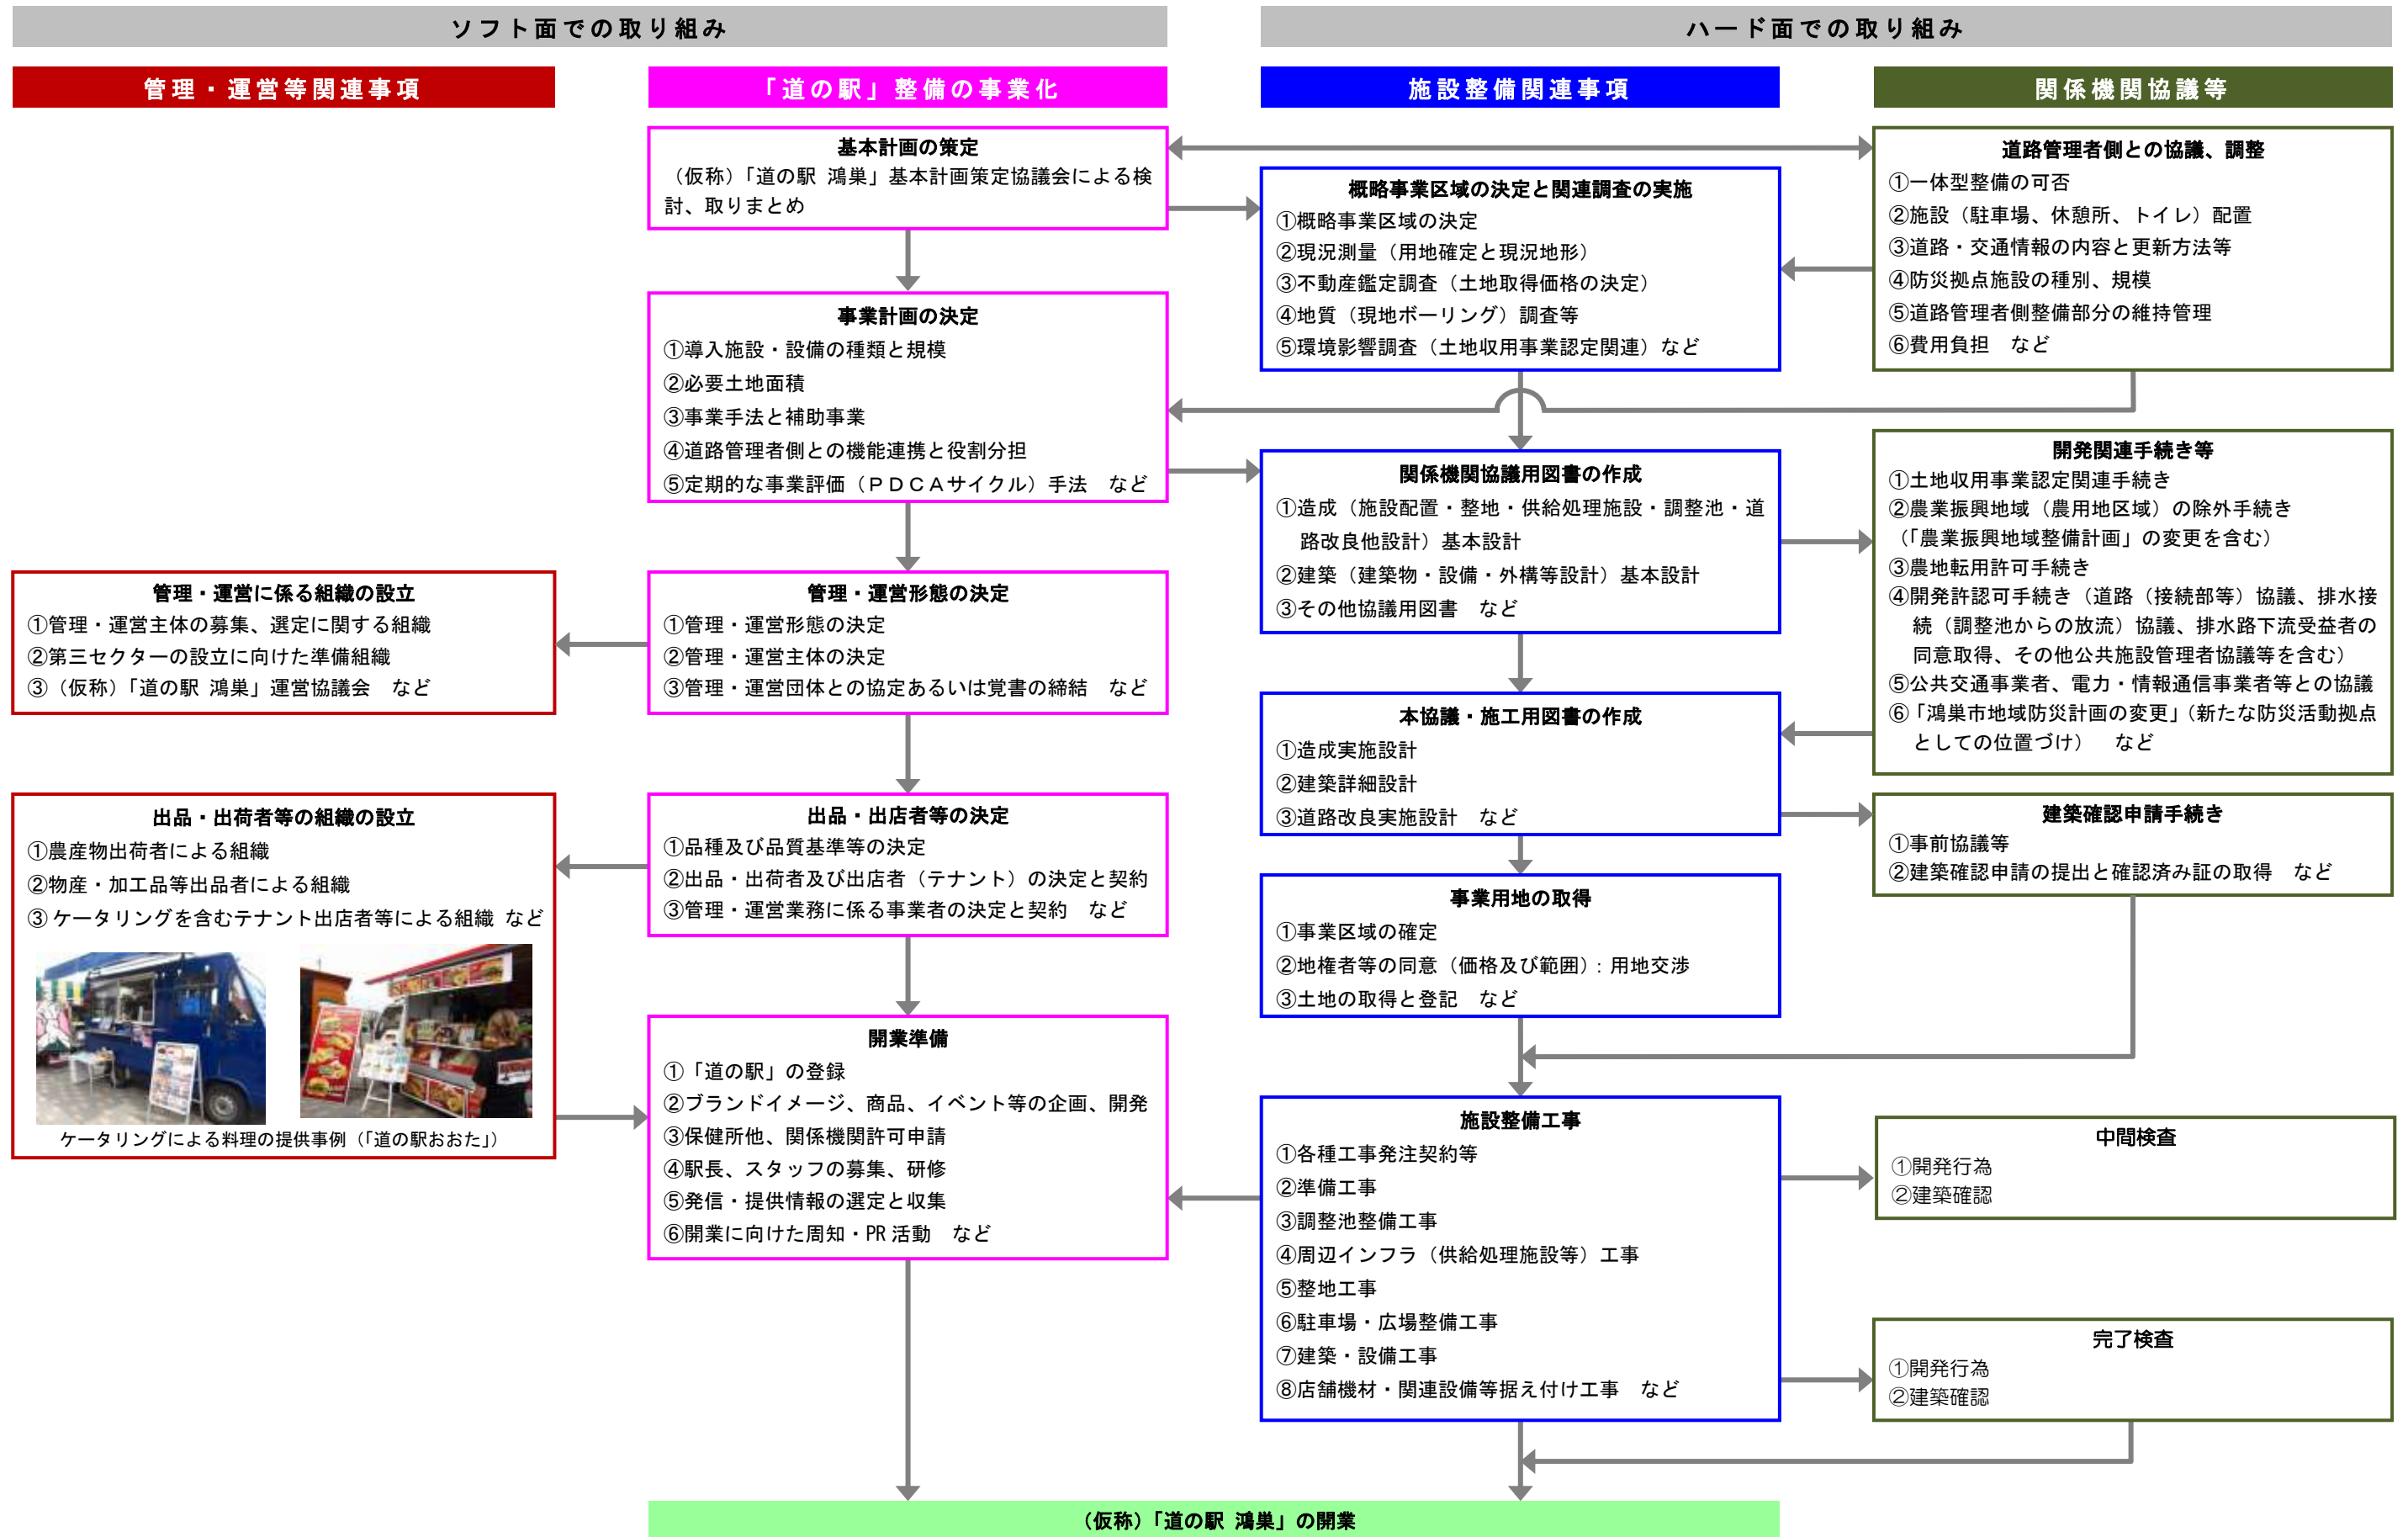 ソフト面での取り組み
ハード面での取り組み
管理・運営等関連事項
「道の駅」整備の事業化
施設整備関連事項
関係機関協議等
基本計画の策定
（仮称）「道の駅 鴻巣」基本計画策定協議会による検
討、取りまとめ
事業計画の決定
①導入施設・設備の種類と規模
②必要土地面積
③事業手法と補助事業
④道路管理者側との機能連携と役割分担
⑤定期的な事業評価（ＰＤＣＡサイクル）手法　など
管理・運営に係る組織の設立
①管理・運営主体の募集、選定に関する組織
②第三セクターの設立に向けた準備組織
③（仮称）「道の駅 鴻巣」運営協議会　など
管理・運営形態の決定
①管理・運営形態の決定
②管理・運営主体の決定
③管理・運営団体との協定あるいは覚書の締結　など
出品・出荷者等の組織の設立
①農産物出荷者による組織
②物産・加工品等出品者による組織
③ケータリングを含むテナント出店者等による組織 など
ケータリングによる料理の提供事例（「道の駅おおた」）
出品・出店者等の決定
①品種及び品質基準等の決定
②出品・出荷者及び出店者（テナント）の決定と契約
③管理・運営業務に係る事業者の決定と契約　など
開業準備
①「道の駅」の登録
②ブランドイメージ、商品、イベント等の企画、開発
③保健所他、関係機関許可申請
④駅長、スタッフの募集、研修
⑤発信・提供情報の選定と収集
⑥開業に向けた周知・PR 活動　など
概略事業区域の決定と関連調査の実施
①概略事業区域の決定
②現況測量（用地確定と現況地形）
③不動産鑑定調査（土地取得価格の決定）
④地質（現地ボーリング）調査等
⑤環境影響調査（土地収用事業認定関連）など
関係機関協議用図書の作成
①造成（施設配置・整地・供給処理施設・調整池・道
路改良他設計）基本設計
②建築（建築物・設備・外構等設計）基本設計
③その他協議用図書　など
本協議・施工用図書の作成
①造成実施設計
②建築詳細設計
③道路改良実施設計　など
事業用地の取得
①事業区域の確定
②地権者等の同意（価格及び範囲）：用地交渉
③土地の取得と登記　など
施設整備工事
①各種工事発注契約等
②準備工事
③調整池整備工事
④周辺インフラ（供給処理施設等）工事
⑤整地工事
⑥駐車場・広場整備工事
⑦建築・設備工事
⑧店舗機材・関連設備等据え付け工事　など
道路管理者側との協議、調整
①一体型整備の可否
②施設（駐車場、休憩所、トイレ）配置
③道路・交通情報の内容と更新方法等
④防災拠点施設の種別、規模
⑤道路管理者側整備部分の維持管理
⑥費用負担　など
開発関連手続き等
①土地収用事業認定関連手続き
②農業振興地域（農用地区域）の除外手続き
（「農業振興地域整備計画」の変更を含む）
③農地転用許可手続き
④開発許認可手続き（道路（接続部等）協議、排水接
続（調整池からの放流）協議、排水路下流受益者の
同意取得、その他公共施設管理者協議等を含む）
⑤公共交通事業者、電力・情報通信事業者等との協議
⑥「鴻巣市地域防災計画の変更」（新たな防災活動拠点
としての位置づけ）　など
建築確認申請手続き
①事前協議等
②建築確認申請の提出と確認済み証の取得　など
中間検査
①開発行為
②建築確認
完了検査
①開発行為
②建築確認
（仮称）「道の駅 鴻巣」の開業